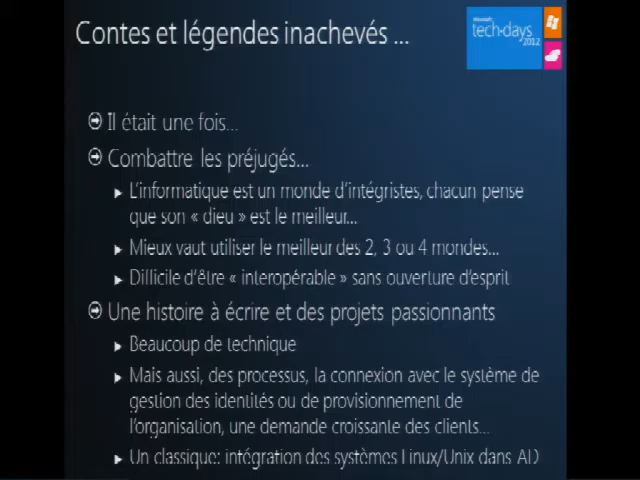 Contes et légendes inachevés ...
Microsoft
tech·days
2012
Il était une fois...
Combattre les préjugés...
L'informatique est un monde d'intégristes, chacun pense
que son « dieu » est le meilleur...
Mieux vaut utiliser le meilleur des 2, 3 ou 4 mondes...
Difficile d'être « interopérable » sans ouverture d'esprit
Une histoire à écrire et des projets passionnants
Beaucoup de technique
Mais aussi, des processus, la connexion avec le système de
gestion des identités ou de provisionnement de
l'organisation, une demande croissante des clients...
Un classique: intégration des systèmes Linux/Unix dans AD